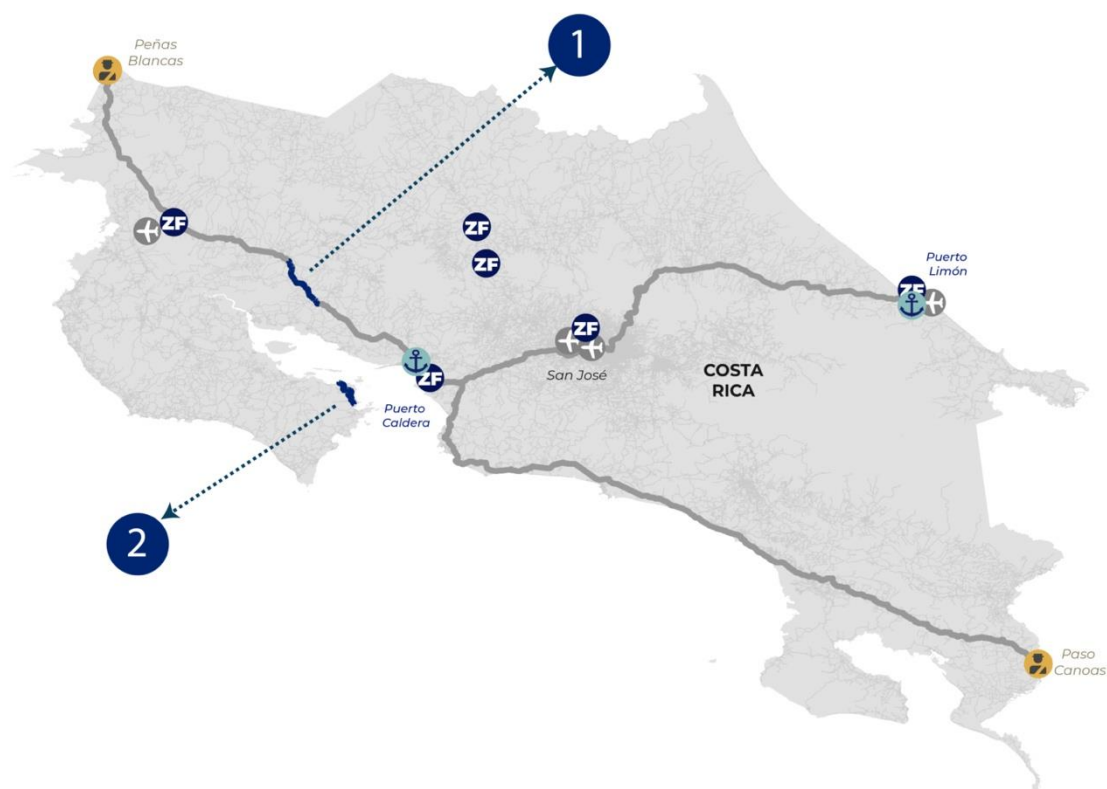 1
Peñas
Blancas
ZF
ZF
ZF
Puerto
Limón
ZF
ZF
San José
COSTA
RICA
ZF
Puerto
Caldera
2
Paso
Canoas